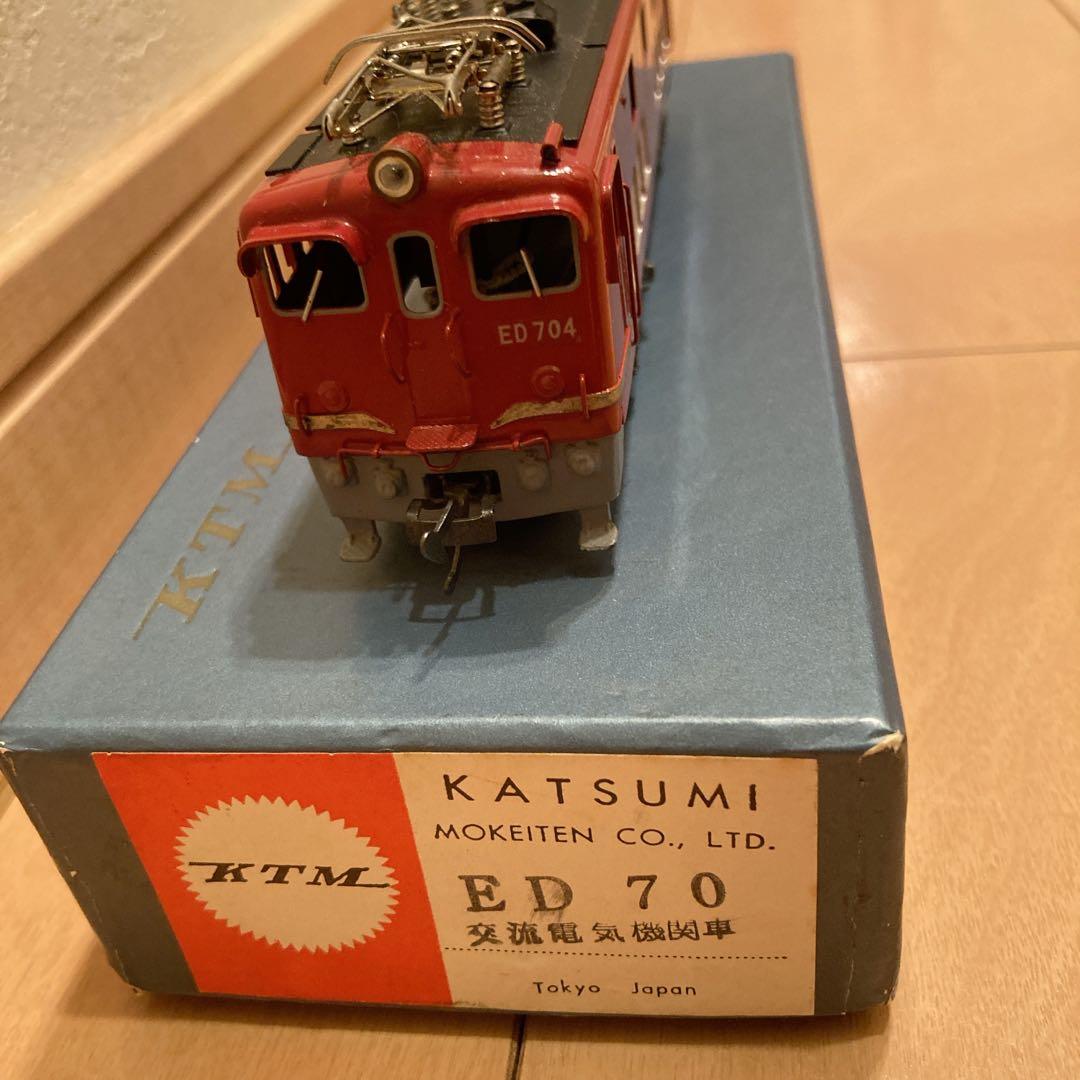 ED 704
KTM
KTM
KATSUMI
MOKEITEN CO., LTD.
ED 70
交流電気機関車
Tokyo Japan